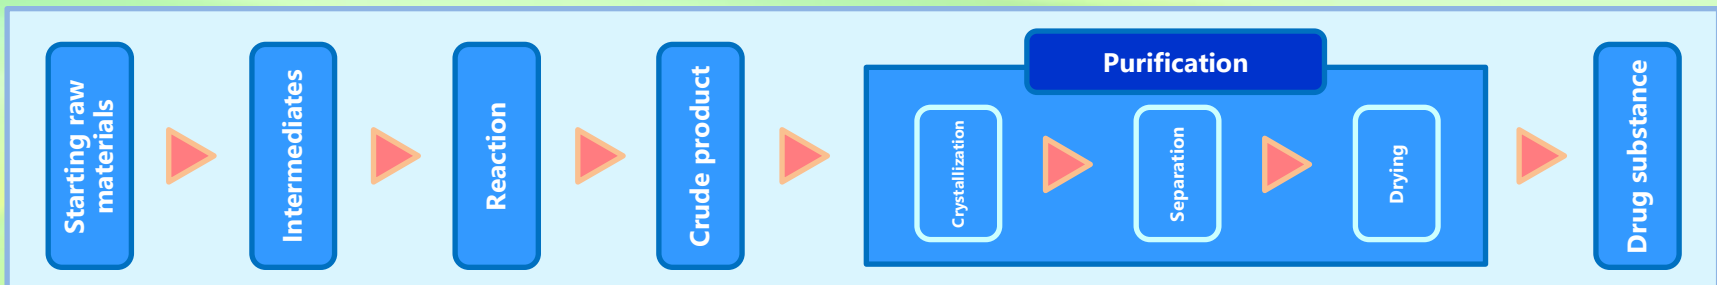 Starting raw
materials
Intermediates
Reaction
Crude product
Purification
Crystallization
Separation
Drying
Drug substance